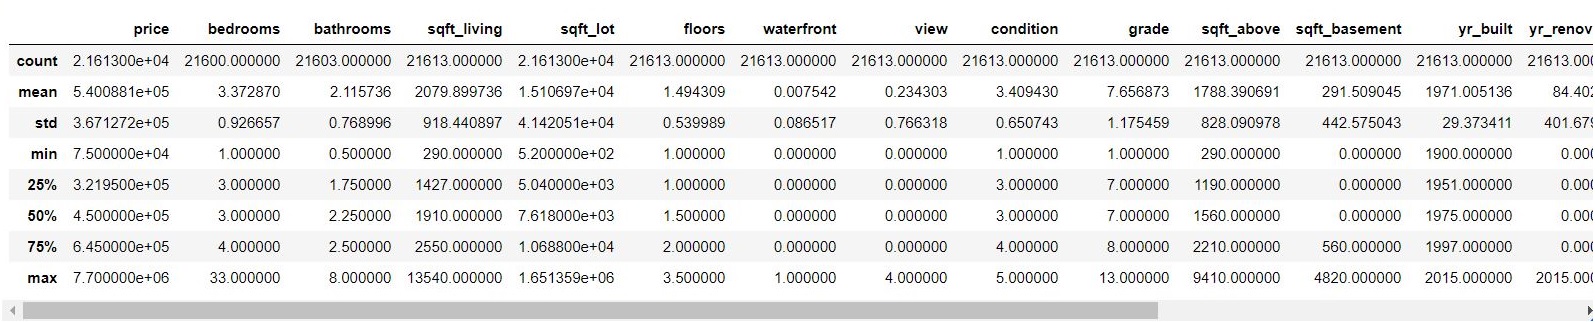 price bedrooms bathrooms sqft_living sqft_lot floors waterfront view condition grade sqft_above sqft_basement yr_built yr_renov
count 2.161300e+04 21600.000000 21603.000000 21613.000000 2.161300e+04 21613.000000 21613.000000 21613.000000 21613.000000 21613.000000 21613.000000 21613.000000 21613.000000 21613.000
mean 5.400881e+05 3.372870 2.115736 2079.899736 1.510697e+04 1.494309 0.007542 0.234303 3.409430 7.656873 1788.390691 291.509045 1971.005136 84.402
std 3.671272e+05 0.926657 0.768996 918.440897 4.142051e+04 0.539989 0.086517 0.766318 0.650743 1.175459 828.090978 442.575043 29.373411 401.679
min 7.500000e+04 1.000000 0.500000 290.000000 5.200000e+02 1.000000 0.000000 0.000000 1.000000 1.000000 290.000000 0.000000 1900.000000 0.000
25% 3.219500e+05 3.000000 1.750000 1427.000000 5.040000e+03 1.000000 0.000000 0.000000 3.000000 7.000000 1190.000000 0.000000 1951.000000 0.000
50% 4.500000e+05 3.000000 2.250000 1910.000000 7.618000e+03 1.500000 0.000000 0.000000 3.000000 7.000000 1560.000000 0.000000 1975.000000 0.000
75% 6.450000e+05 4.000000 2.500000 2550.000000 1.068800e+04 2.000000 0.000000 0.000000 4.000000 8.000000 2210.000000 560.000000 1997.000000 0.000
max 7.700000e+06 33.000000 8.000000 13540.000000 1.651359e+06 3.500000 1.000000 4.000000 5.000000 13.000000 9410.000000 4820.000000 2015.000000 2015.000